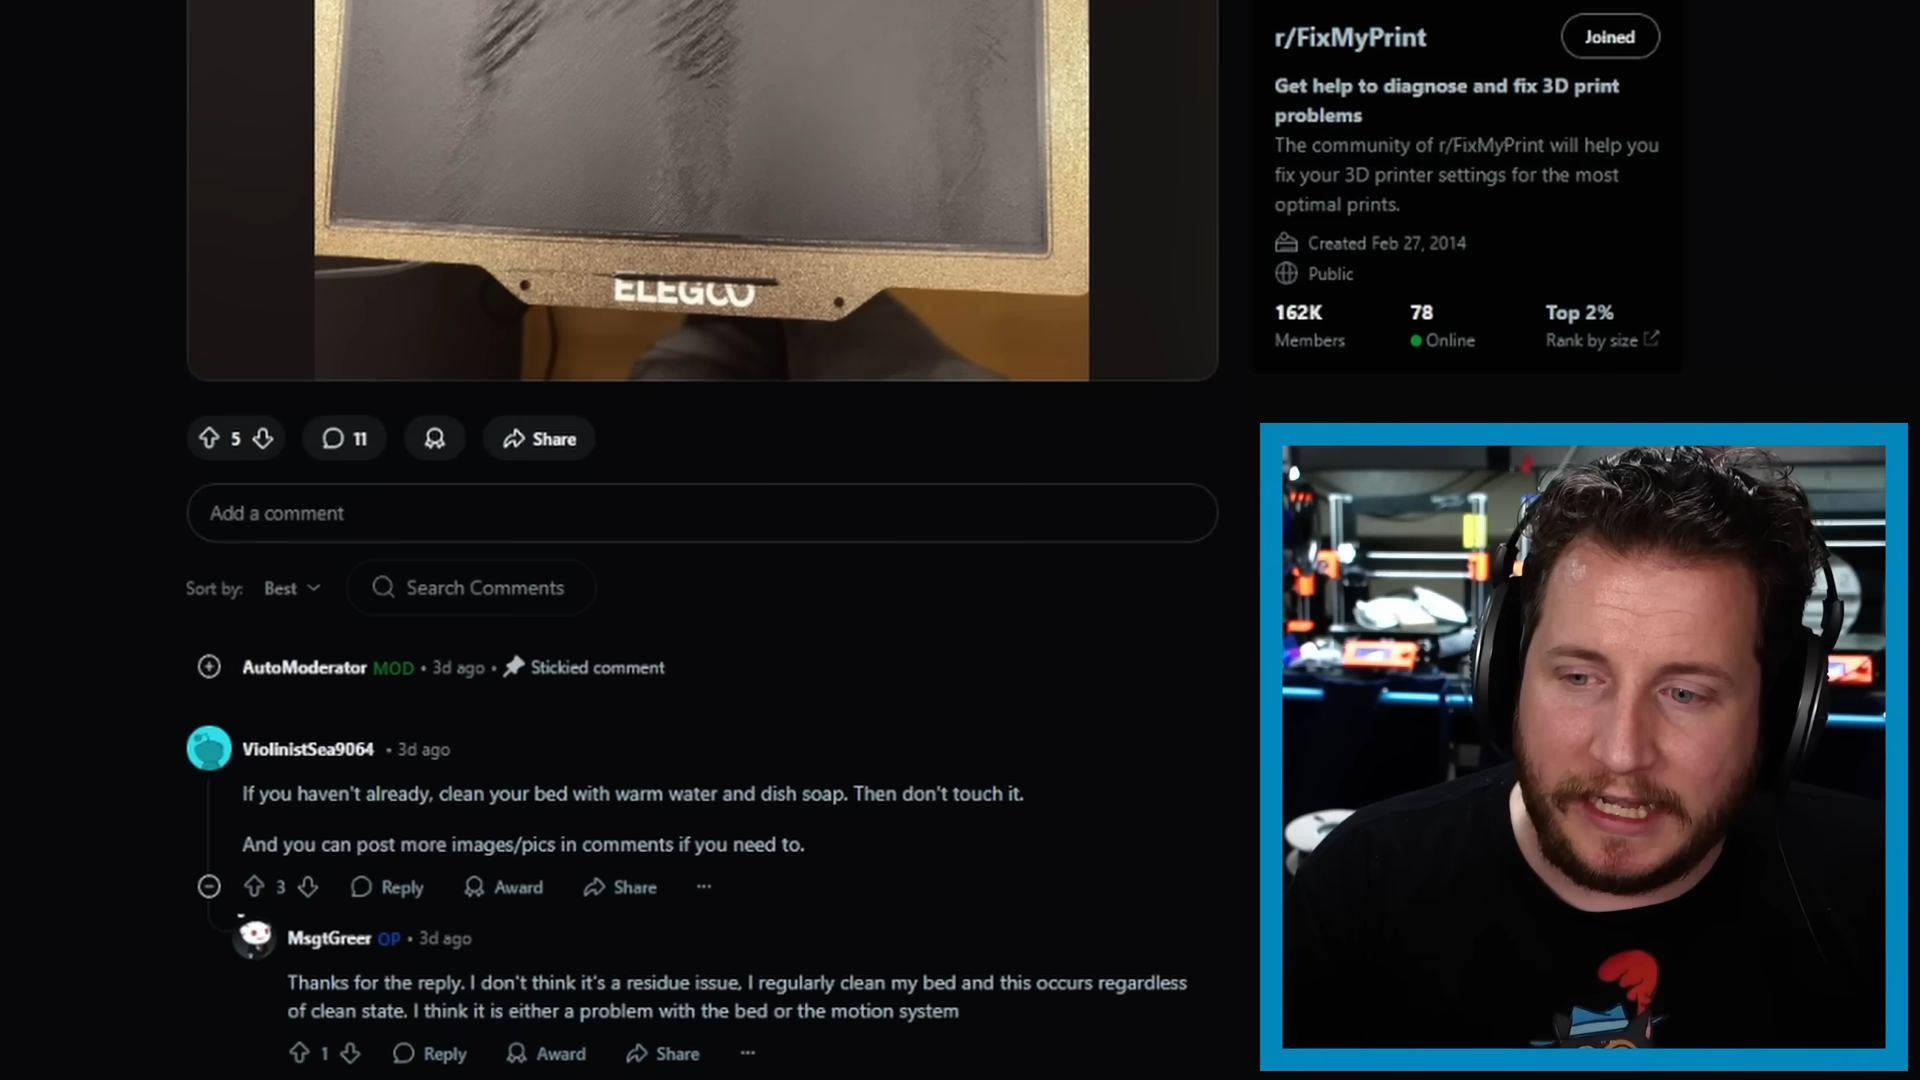 ELEGOO
5
11
Share
Add a comment
Sort by: Best
Search Comments
AutoModerator MOD • 3d ago • Stickied comment
ViolinistSea9064 • 3d ago
If you haven't already, clean your bed with warm water and dish soap. Then don't touch it.
And you can post more images/pics in comments if you need to.
3 Reply Award Share ...
MsgtGreer OP • 3d ago
Thanks for the reply. I don't think it's a residue issue, I regularly clean my bed and this occurs regardless
of clean state. I think it is either a problem with the bed or the motion system
1 Reply Award Share ...
r/FixMyPrint
Joined
Get help to diagnose and fix 3D print
problems
The community of r/FixMyPrint will help you
fix your 3D printer settings for the most
optimal prints.
Created Feb 27, 2014
Public
162K 78 Top 2%
Members Online Rank by size